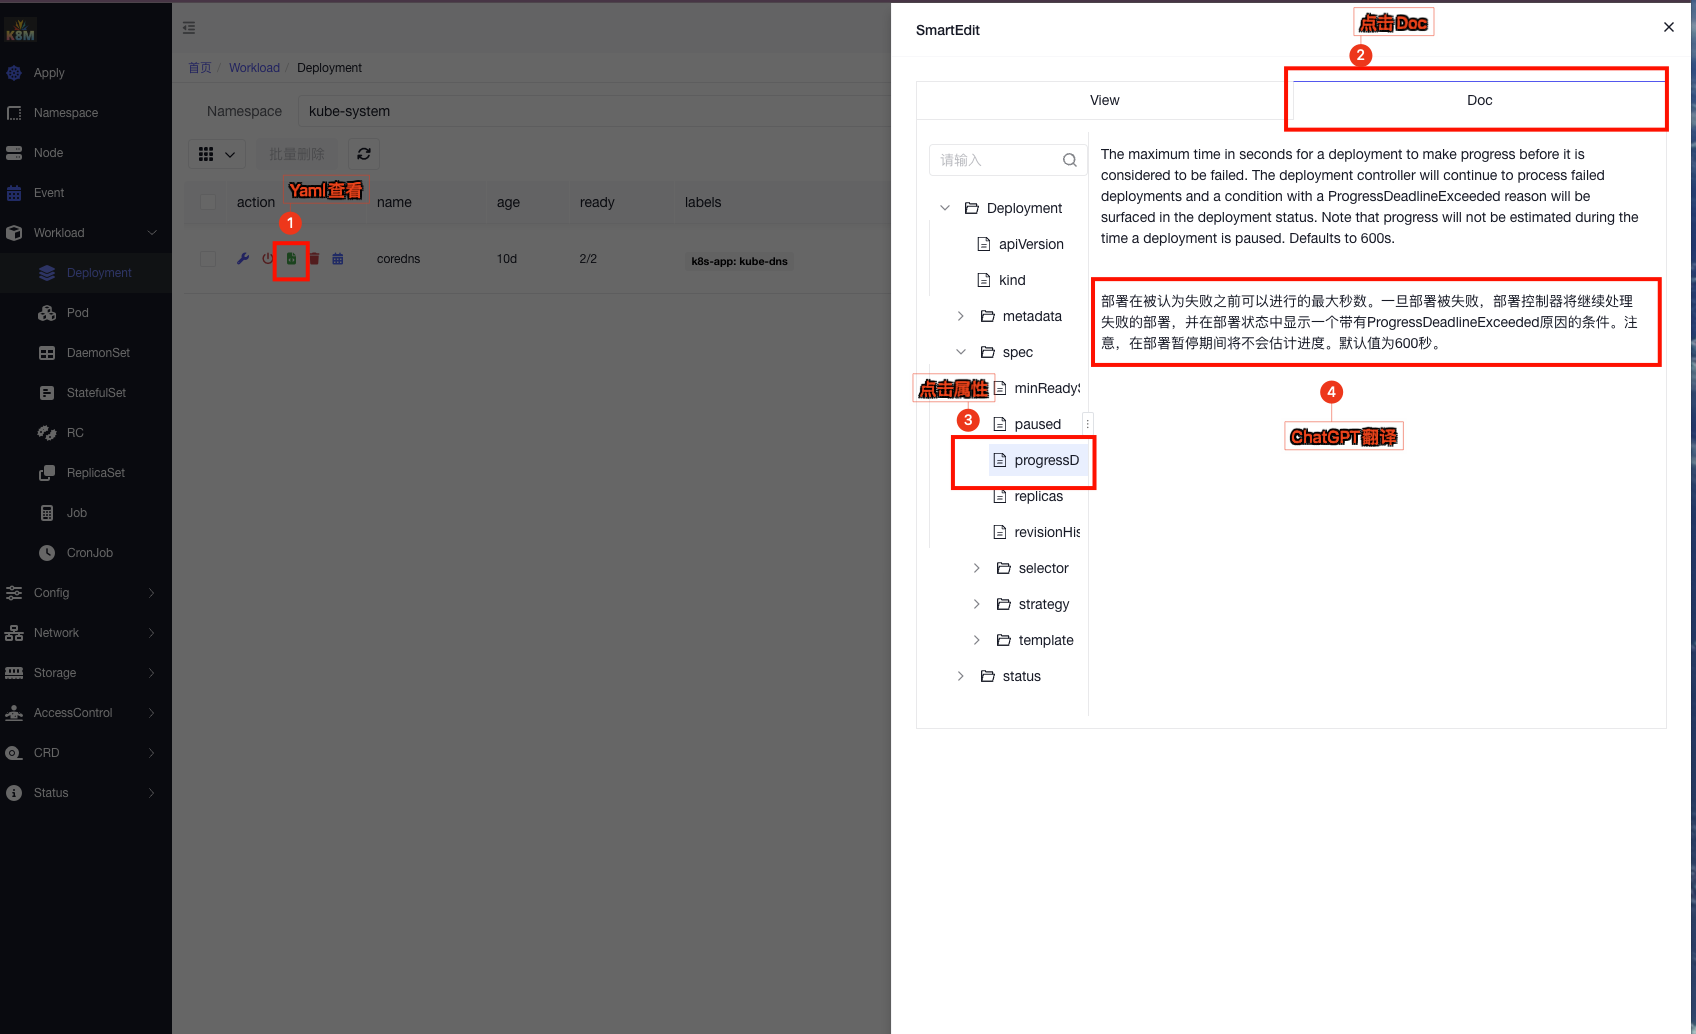 K8M
Apply
Namespace
Node
Event
Workload
Deployment
Pod
DaemonSet
StatefulSet
RC
ReplicaSet
Job
CronJob
Config
Network
Storage
AccessControl
CRD
Status
首页 / Workload / Deployment
Namespace kube-system
批量删除
Yaml查看
1
action name age ready labels
coredns 10d 2/2 k8s-app: kube-dns
SmartEdit
点击 Doc
2
View
Doc
请输入
Deployment
apiVersion
kind
metadata
spec
点击属性
3
minReadyS
paused
progressD
replicas
revisionHis
selector
strategy
template
status
The maximum time in seconds for a deployment to make progress before it is
considered to be failed. The deployment controller will continue to process failed
deployments and a condition with a ProgressDeadlineExceeded reason will be
surfaced in the deployment status. Note that progress will not be estimated during the
time a deployment is paused. Defaults to 600s.
部署在被认为失败之前可以进行的最大秒数。一旦部署被失败，部署控制器将继续处理
失败的部署，并在部署状态中显示一个带有ProgressDeadlineExceeded原因的条件。注
意，在部署暂停期间将不会估计进度。默认值为600秒。
4
ChatGPT翻译